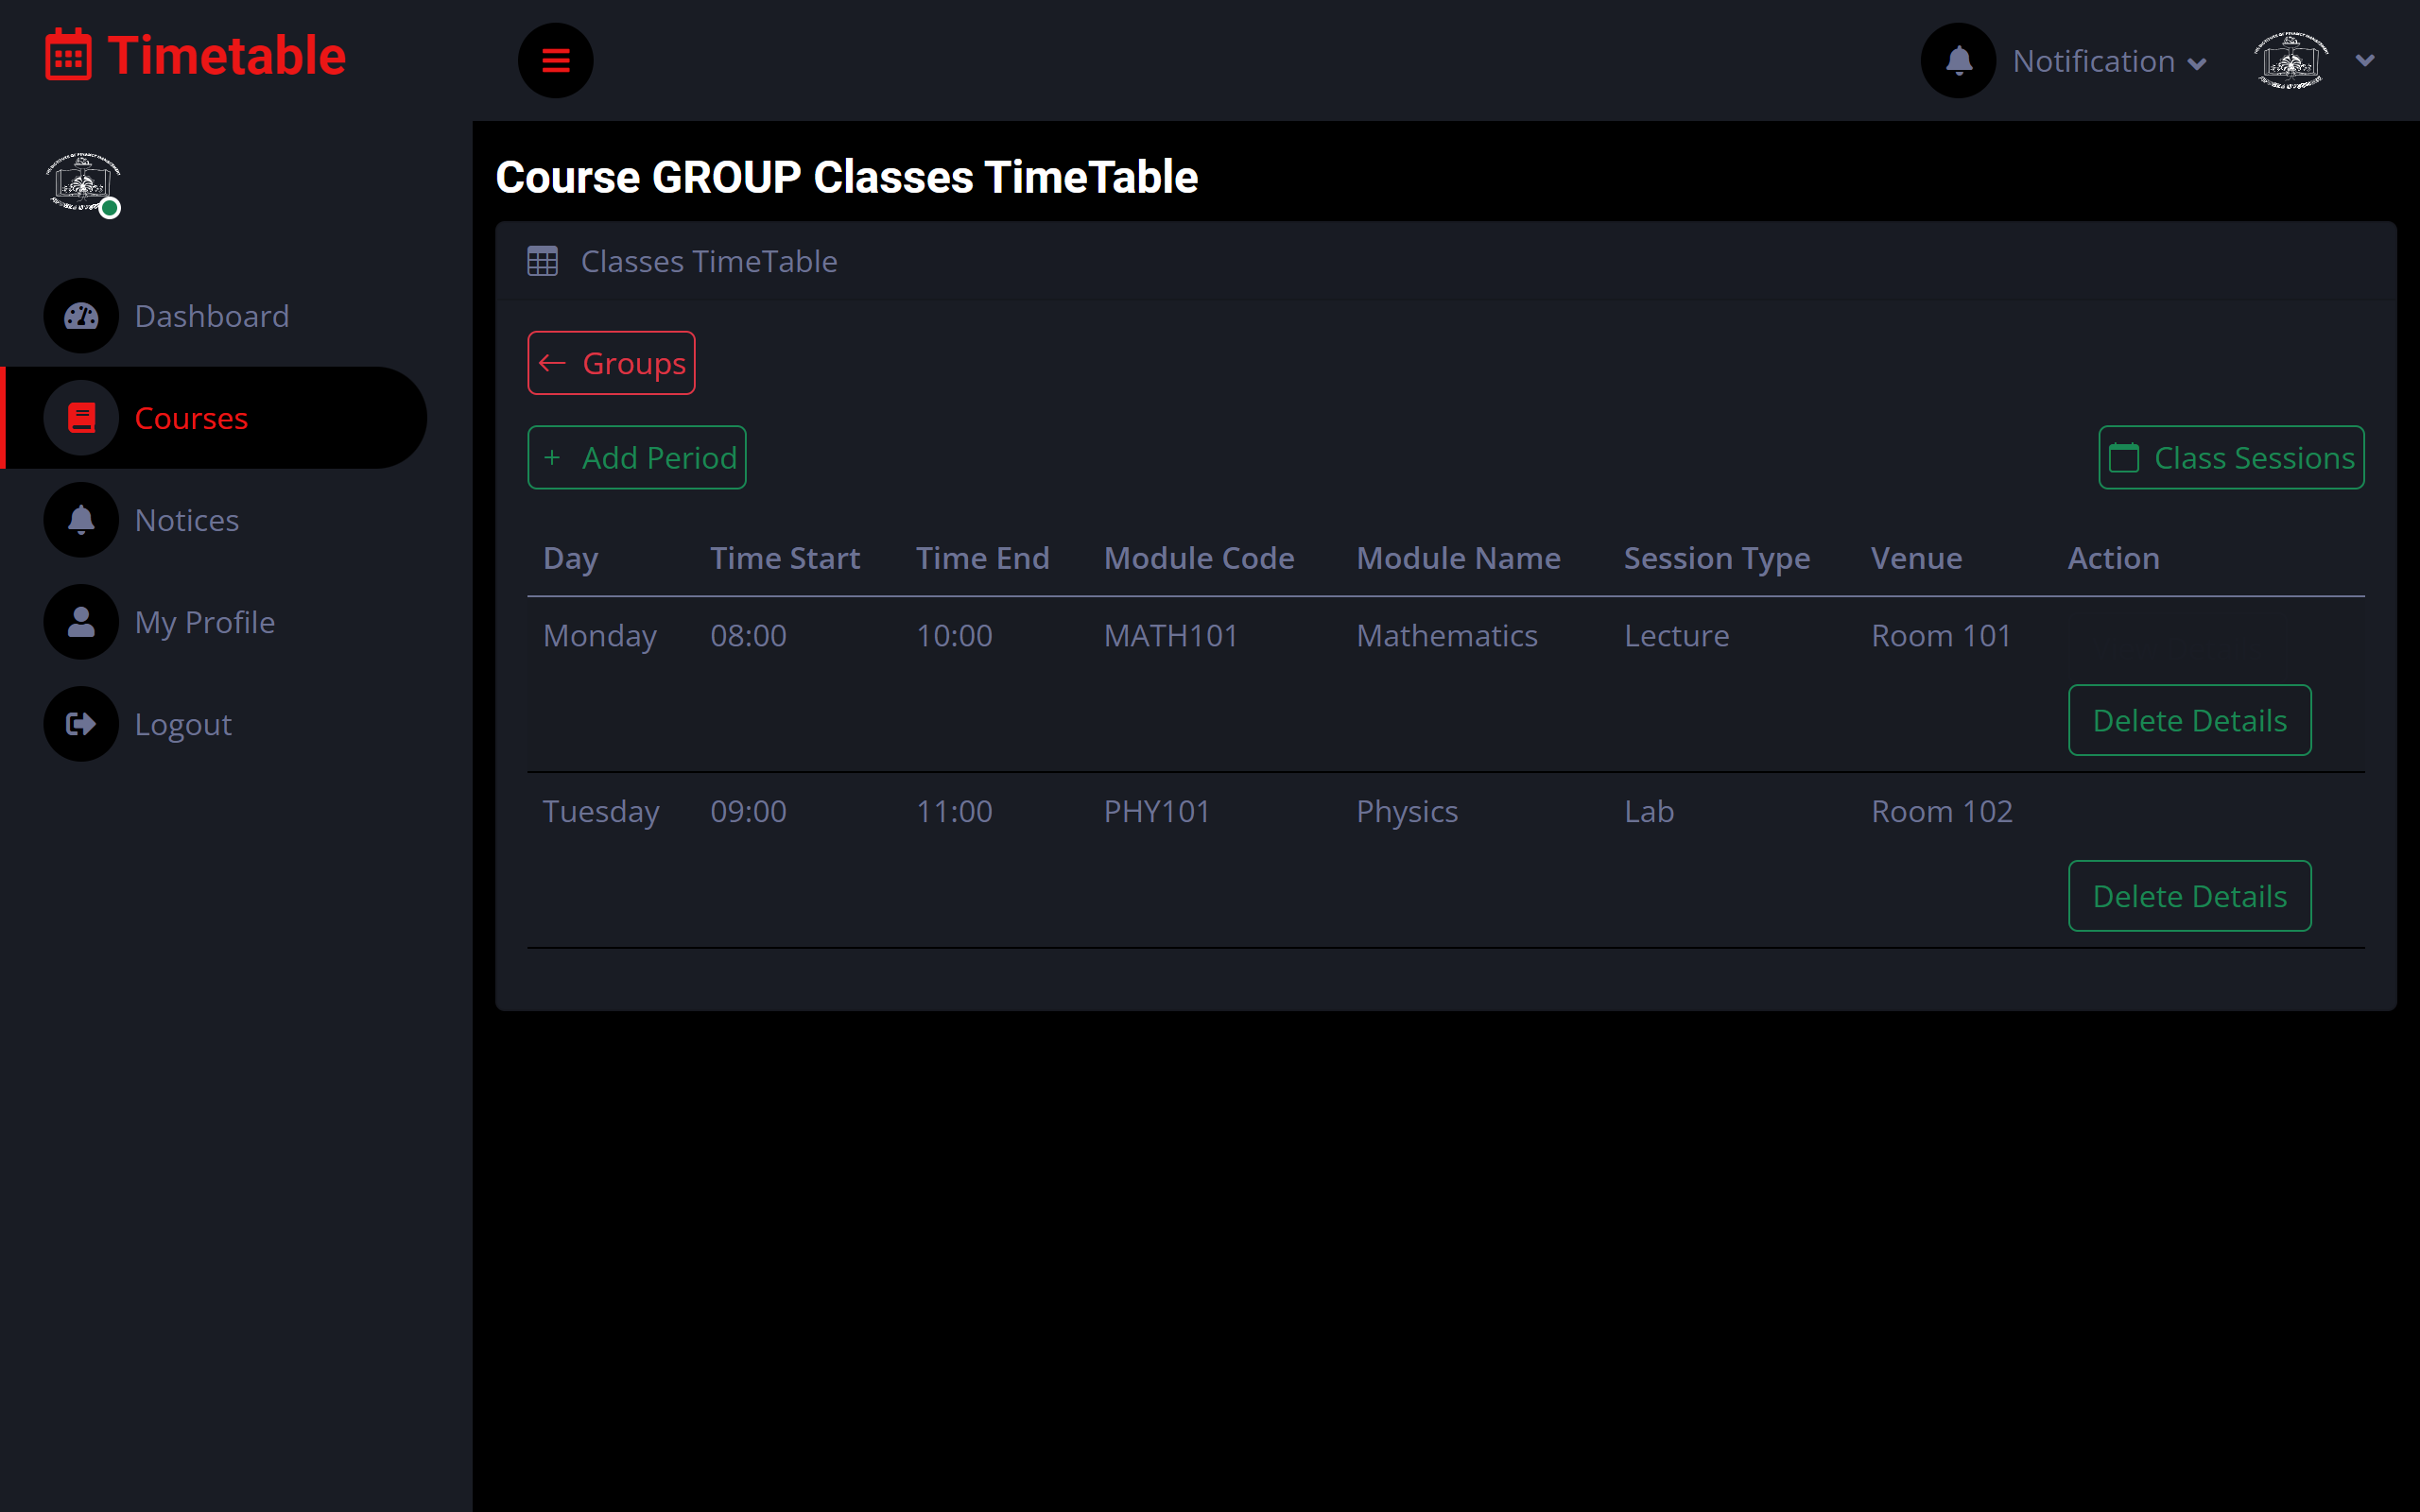 Timetable
Notification
Dashboard
Courses
Notices
My Profile
Logout
Course GROUP Classes TimeTable
Classes TimeTable
Groups
+ Add Period
Class Sessions
Day Time Start Time End Module Code Module Name Session Type Venue Action
Monday 08:00 10:00 MATH101 Mathematics Lecture Room 101
Delete Details
Tuesday 09:00 11:00 PHY101 Physics Lab Room 102
Delete Details